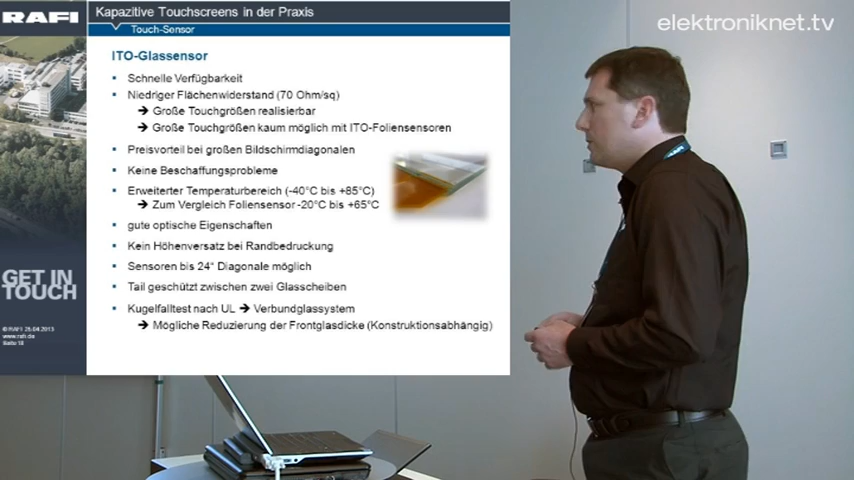 RAFI
Kapazitive Touchscreens in der Praxis
Touch-Sensor
elektroniknet.tv
ITO-Glassensor
▪ Schnelle Verfügbarkeit
▪ Niedriger Flächenwiderstand (70 Ohm/sq)
➔ Große Touchgrößen realisierbar
➔ Große Touchgrößen kaum möglich mit ITO-Foliensensoren
▪ Preisvorteil bei großen Bildschirmdiagonalen
▪ Keine Beschaffungsprobleme
▪ Erweiterter Temperaturbereich (-40°C bis +85°C)
➔ Zum Vergleich Foliensensor -20°C bis +65°C
▪ gute optische Eigenschaften
▪ Kein Höhenversatz bei Randbedruckung
▪ Sensoren bis 24“ Diagonale möglich
▪ Tail geschützt zwischen zwei Glasscheiben
▪ Kugelfalltest nach UL ➔ Verbundglassystem
➔ Mögliche Reduzierung der Frontglasdicke (Konstruktionsabhängig)
GET IN
TOUCH
© RAFI 25.04.2013
www.rafi.de
Seite 18